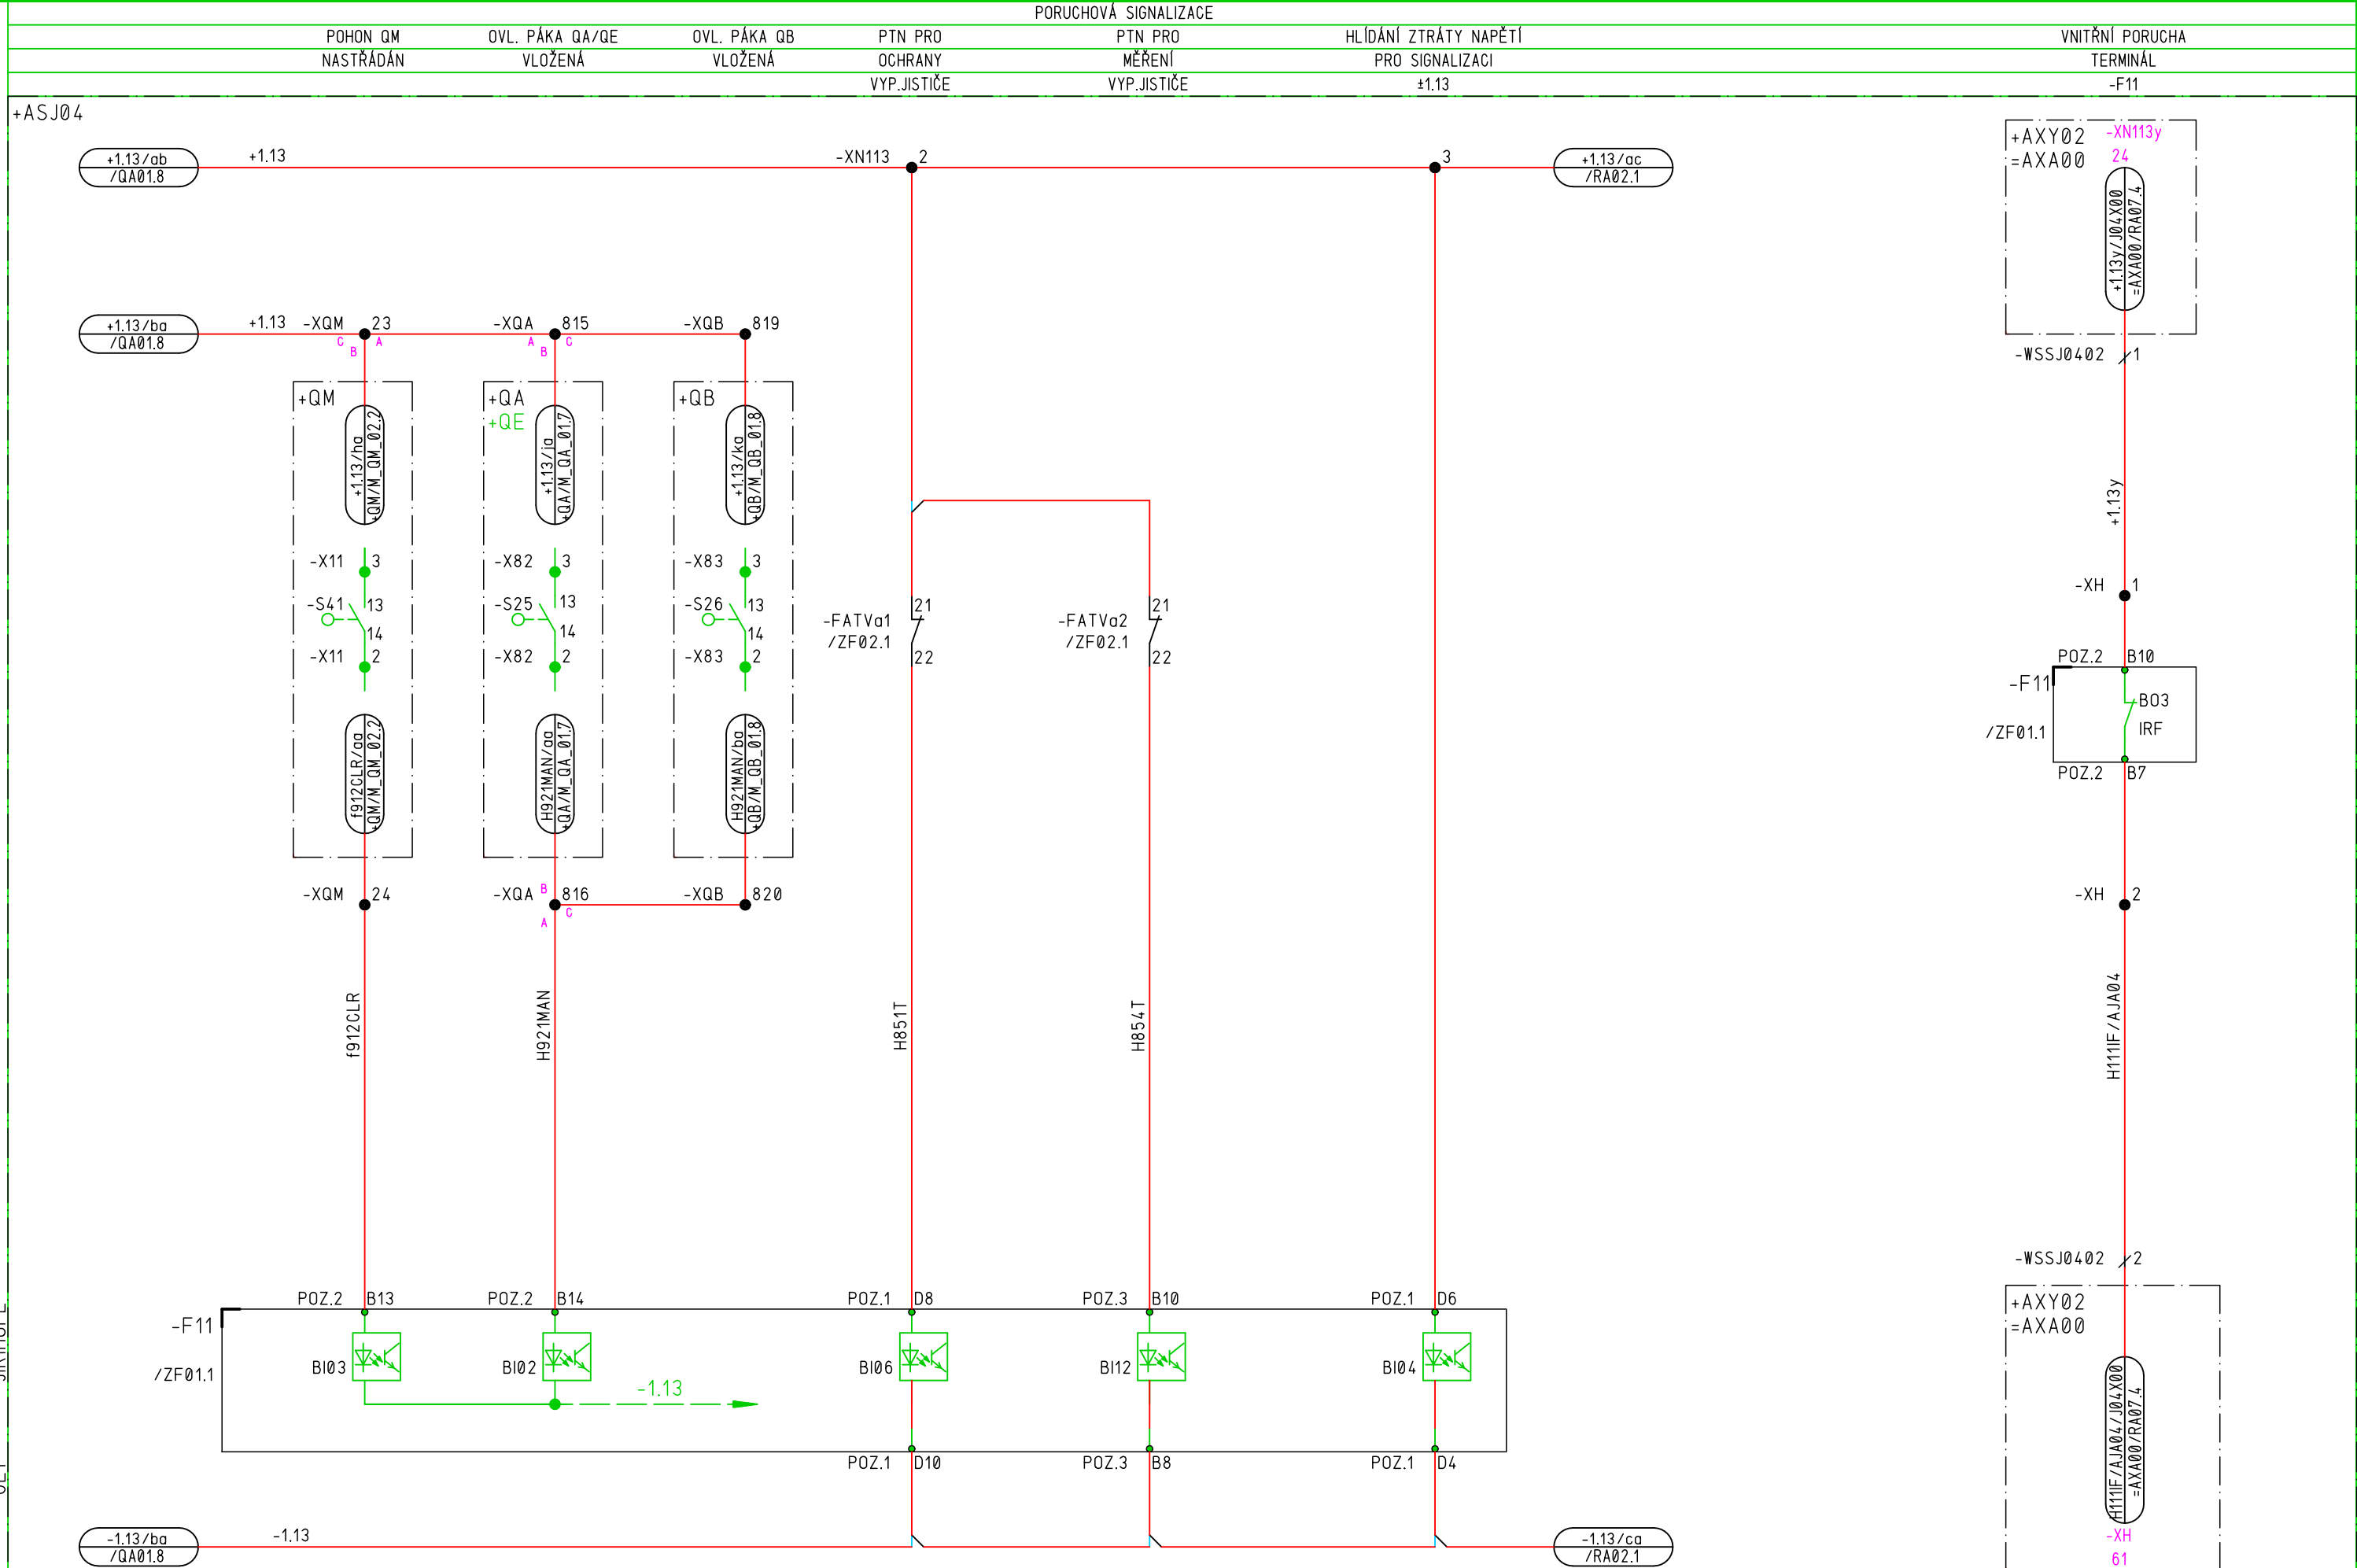 PORUCHOVÁ SIGNALIZACE
POHON QM OVL. PÁKA QA/QE OVL. PÁKA QB PTN PRO PTN PRO HLÍDÁNÍ ZTRÁTY NAPĚTÍ VNITŘNÍ PORUCHA
NASTŘÁDÁN VLOŽENÁ VLOŽENÁ OCHRANY MĚŘENÍ PRO SIGNALIZACI TERMINÁL
VYP.JISTIČE VYP.JISTIČE ±1.13 -F11
+ASJ04
+AXY02 -XN113y
=AXA00 24
+1.13/ab +1.13 -XN113 2 3 +1.13/ac
/QA01.8 /RA02.1
+1.13y/J04X00
=AXA00/RA07.4
+1.13/ba +1.13 -XQM 23 -XQA 815 -XQB 819
/QA01.8
C B A A B C
-WSSJ0402 1
+QM +QA +QB
+QE
+1.13/ha
+QM/M_QM_02.2
+1.13/ia
+QA/M_QA_01.7
+1.13/ka
+QB/M_QB_01.8
+1.13y
-X11 3 -X82 3 -X83 3
-XH 1
-S41 13 -S25 13 -S26 13
14 14 14
-FATVa1 21 -FATVa2 21
/ZF02.1 22 /ZF02.1 22
-X11 2 -X82 2 -X83 2
POZ.2 B10
-F11 BO3
/ZF01.1 IRF
POZ.2 B7
f912CLR/aa
+QM/M_QM_02.2
H921MAN/aa
+QA/M_QA_01.7
H921MAN/ba
+QB/M_QB_01.8
-XQM 24 -XQA B 816 -XQB 820 -XH 2
A C
f912CLR
H921MAN
H851T
H854T
H111IF/AJA04
-WSSJ0402 2
POZ.2 B13 POZ.2 B14 POZ.1 D8 POZ.3 B10 POZ.1 D6
+AXY02
=AXA00
-F11
/ZF01.1
BI03 BI02 BI06 BI12 BI04
-1.13
H111IF/AJA04/J04X00
=AXA00/RA07.4
POZ.1 D10 POZ.3 B8 POZ.1 D4
-XH
61
-1.13/ba -1.13 -1.13/ca
/QA01.8 /RA02.1